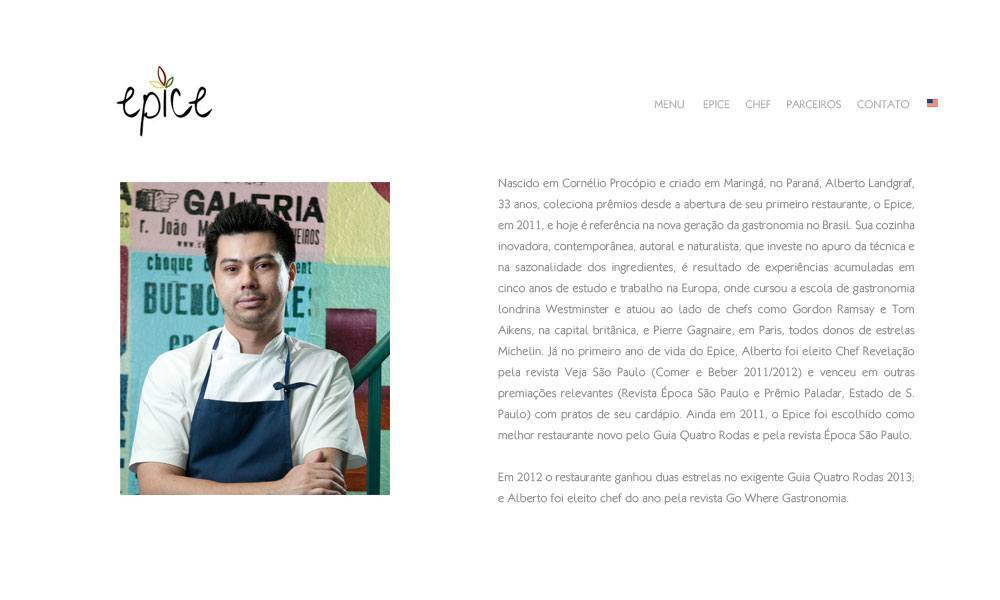 epice
MENU EPICE CHEF PARCEIROS CONTATO
GALERIA
r. João M
www.c
choque
BUENO
en
Nascido em Cornélio Procópio e criado em Maringá, no Paraná, Alberto Landgraf,
33 anos, coleciona prêmios desde a abertura de seu primeiro restaurante, o Epice,
em 2011, e hoje é referência na nova geração da gastronomia no Brasil. Sua cozinha
inovadora, contemporânea, autoral e naturalista, que investe no apuro da técnica e
na sazonalidade dos ingredientes, é resultado de experiências acumuladas em
cinco anos de estudo e trabalho na Europa, onde cursou a escola de gastronomia
londrina Westminster e atuou ao lado de chefs como Gordon Ramsay e Tom
Aikens, na capital britânica, e Pierre Gagnaire, em Paris, todos donos de estrelas
Michelin. Já no primeiro ano de vida do Epice, Alberto foi eleito Chef Revelação
pela revista Veja São Paulo (Comer e Beber 2011/2012) e venceu em outras
premiações relevantes (Revista Época São Paulo e Prêmio Paladar, Estado de S.
Paulo) com pratos de seu cardápio. Ainda em 2011, o Epice foi escolhido como
melhor restaurante novo pelo Guia Quatro Rodas e pela revista Época São Paulo.
Em 2012 o restaurante ganhou duas estrelas no exigente Guia Quatro Rodas 2013;
e Alberto foi eleito chef do ano pela revista Go Where Gastronomia.